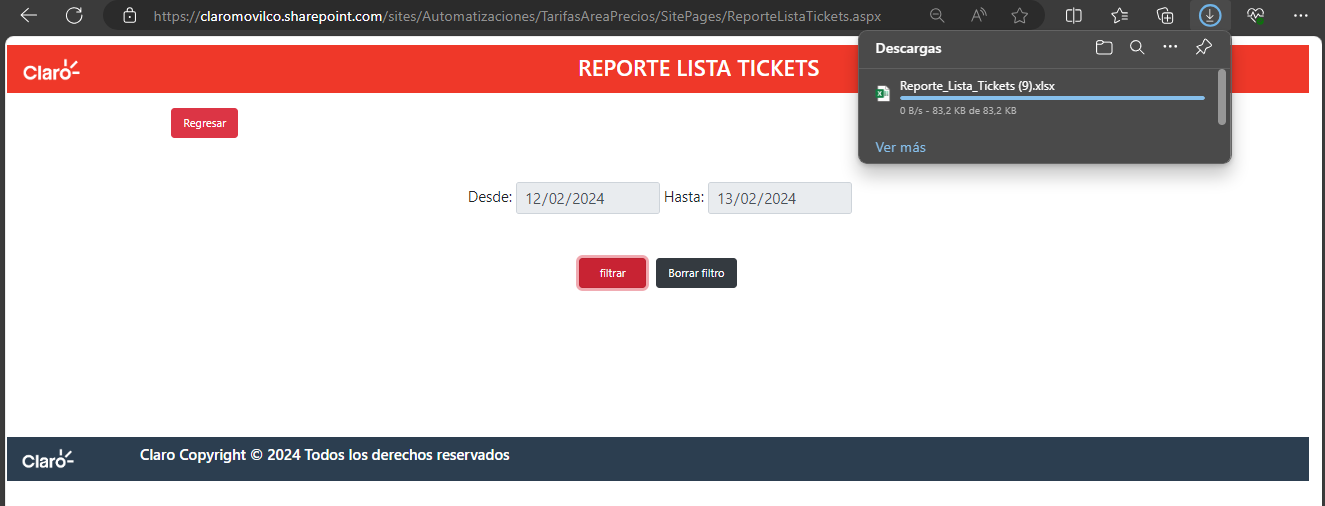 https://claromovilco.sharepoint.com/sites/Automatizaciones/TarifasAreaPrecios/SitePages/ReporteListaTickets.aspx
Descargas
Reporte_Lista_Tickets (9).xlsx
0 B/s - 83,2 KB de 83,2 KB
Ver más
Claro
REPORTE LISTA TICKETS
Regresar
Desde: 12/02/2024 Hasta: 13/02/2024
filtrar Borrar filtro
Claro Claro Copyright © 2024 Todos los derechos reservados